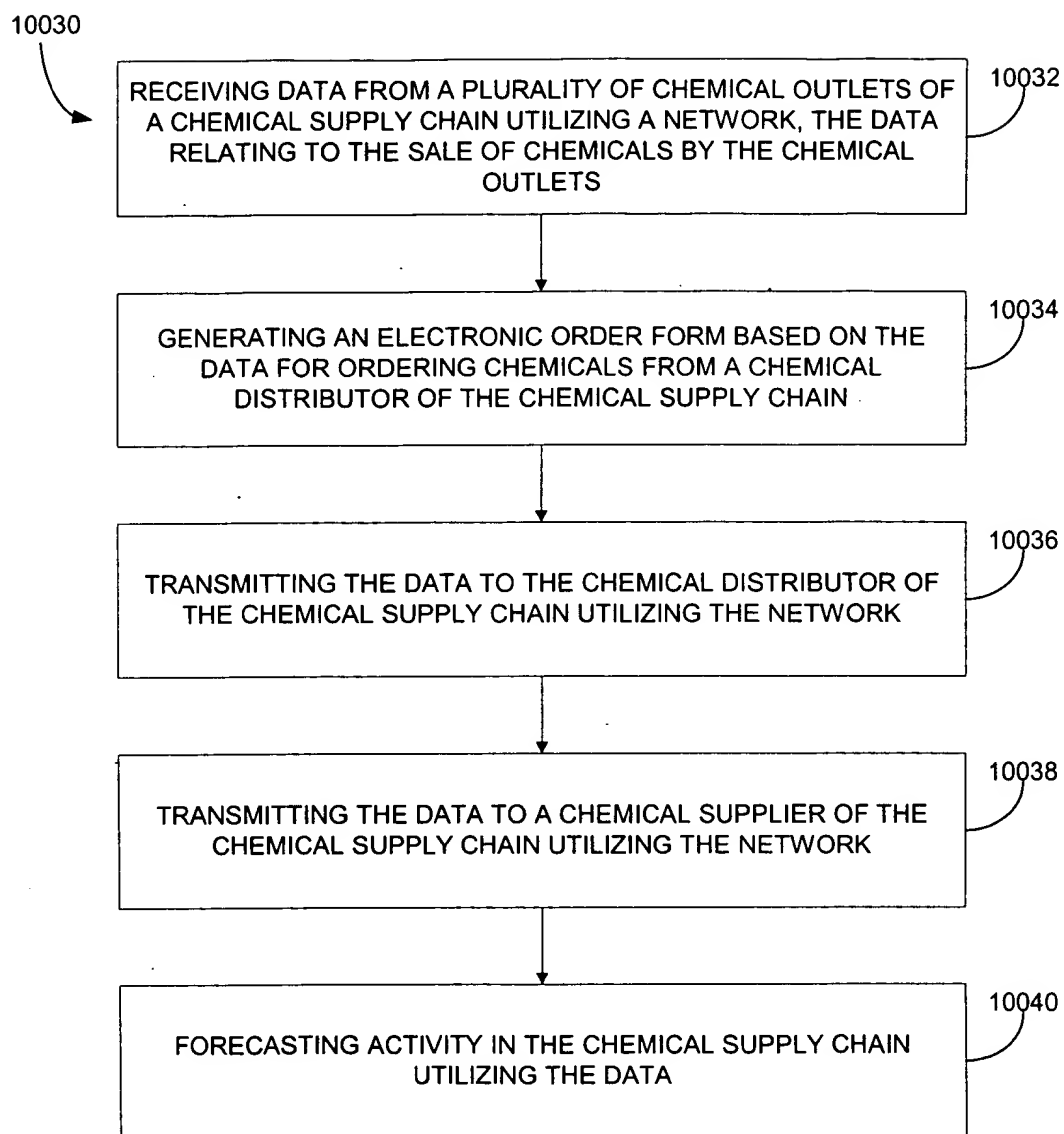 10030
10032
RECEIVING DATA FROM A PLURALITY OF CHEMICAL OUTLETS OF
A CHEMICAL SUPPLY CHAIN UTILIZING A NETWORK, THE DATA
RELATING TO THE SALE OF CHEMICALS BY THE CHEMICAL
OUTLETS
10034
GENERATING AN ELECTRONIC ORDER FORM BASED ON THE
DATA FOR ORDERING CHEMICALS FROM A CHEMICAL
DISTRIBUTOR OF THE CHEMICAL SUPPLY CHAIN
10036
TRANSMITTING THE DATA TO THE CHEMICAL DISTRIBUTOR OF
THE CHEMICAL SUPPLY CHAIN UTILIZING THE NETWORK
10038
TRANSMITTING THE DATA TO A CHEMICAL SUPPLIER OF THE
CHEMICAL SUPPLY CHAIN UTILIZING THE NETWORK
10040
FORECASTING ACTIVITY IN THE CHEMICAL SUPPLY CHAIN
UTILIZING THE DATA